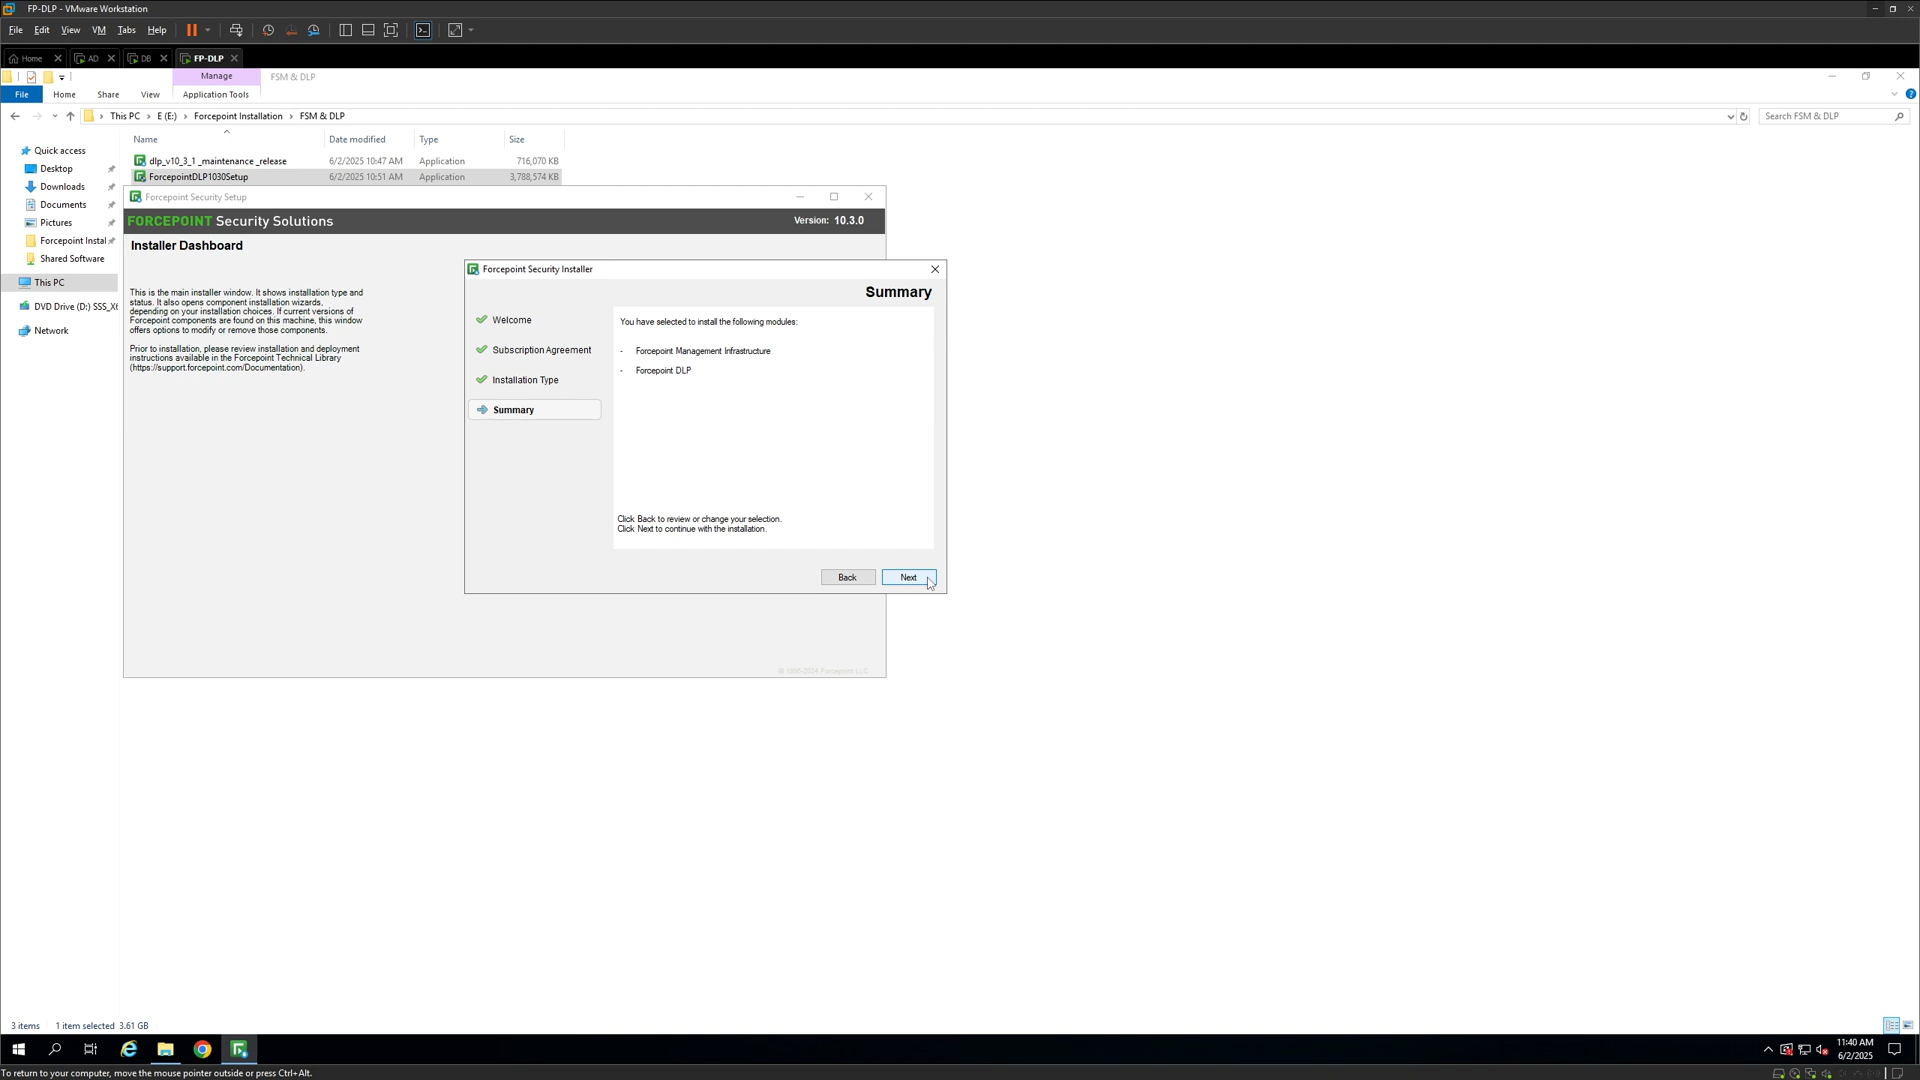 FP-DLP - VMware Workstation
File Edit View VM Tabs Help
Home AD DB FP-DLP
Manage FSM & DLP
File Home Share View Application Tools
This PC > E (E:) > Forcepoint Installation > FSM & DLP
Search FSM & DLP
Name Date modified Type Size
Quick access
Desktop
Downloads
Documents
Pictures
Forcepoint Instal
Shared Software
This PC
DVD Drive (D:) SSS_X6
Network
dlp_v10_3_1 _maintenance _release 6/2/2025 10:47 AM Application 716,070 KB
ForcepointDLP1030Setup 6/2/2025 10:51 AM Application 3,788,574 KB
Forcepoint Security Setup
FORCEPOINT Security Solutions Version: 10.3.0
Installer Dashboard
This is the main installer window. It shows installation type and
status. It also opens component installation wizards,
depending on your installation choices. If current versions of
Forcepoint components are found on this machine, this window
offers options to modify or remove those components.
Prior to installation, please review installation and deployment
instructions available in the Forcepoint Technical Library
(https://support.forcepoint.com/Documentation).
Forcepoint Security Installer
Summary
Welcome
Subscription Agreement
Installation Type
Summary
You have selected to install the following modules:
- Forcepoint Management Infrastructure
- Forcepoint DLP
Click Back to review or change your selection.
Click Next to continue with the installation.
Back Next
© 1996-2024 Forcepoint LLC
3 items 1 item selected 3.61 GB
11:40 AM
6/2/2025
To return to your computer, move the mouse pointer outside or press Ctrl+Alt.